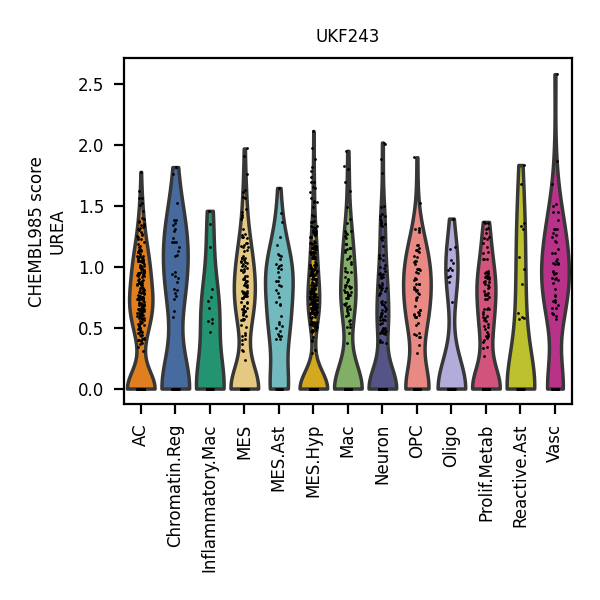 UKF243
CHEMBL985 score
UREA
2.5
2.0
1.5
1.0
0.5
0.0
AC
Chromatin.Reg
Inflammatory.Mac
MES
MES.Ast
MES.Hyp
Mac
Neuron
OPC
Oligo
Prolif.Metab
Reactive.Ast
Vasc